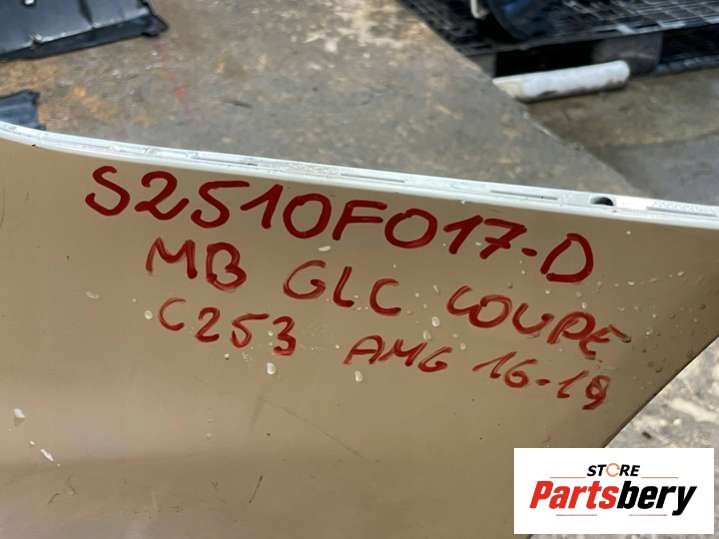 S2510F017-D
MB GLC COUPE
C253 AMG 16-19
STORE
Partsbery